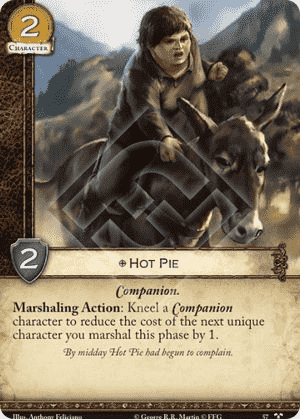 2
CHARACTER
2
HOT PIE
Companion.
Marshaling Action: Kneel a Companion
character to reduce the cost of the next unique
character you marshal this phase by 1.
By midday Hot Pie had begun to complain.
Illus. Anthony Feliciano © George R.R. Martin © FFG 57